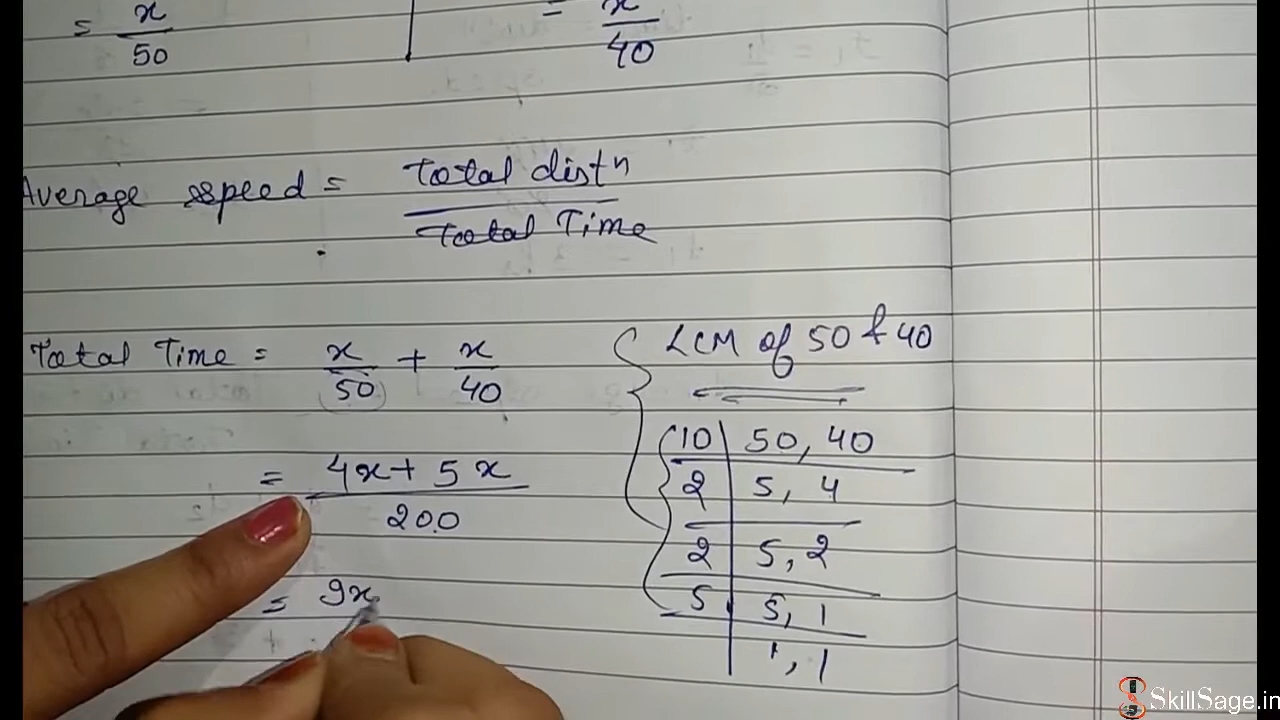 = x/50
= x/40
Average speed = Total distn / Total Time
Total Time = x/50 + x/40
= 4x + 5x / 200
= 9x
LCM of 50 & 40
10 | 50, 40
2 | 5, 4
2 | 5, 2
5 | 5, 1
1, 1
SkillSage.in